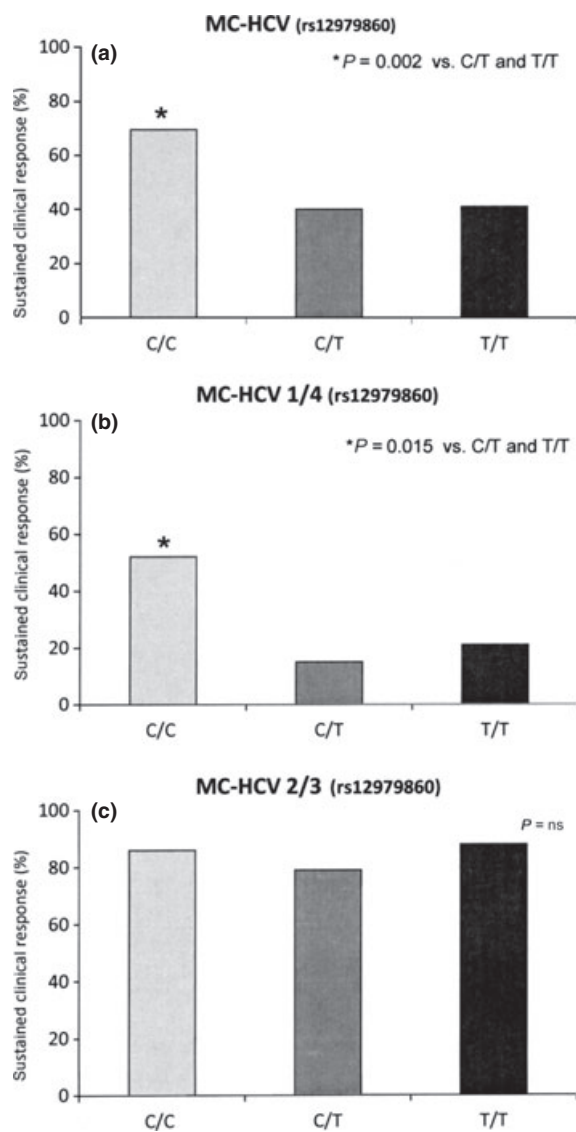 MC-HCV (rs12979860)
(a)
*P = 0.002 vs. C/T and T/T
Sustained clinical response (%)
100
80
60
40
20
0
C/C C/T T/T
MC-HCV 1/4 (rs12979860)
(b)
*P = 0.015 vs. C/T and T/T
Sustained clinical response (%)
100
80
60
*
40
20
0
C/C C/T T/T
MC-HCV 2/3 (rs12979860)
(c)
P = ns
Sustained clinical response (%)
100
80
60
40
20
0
C/C C/T T/T